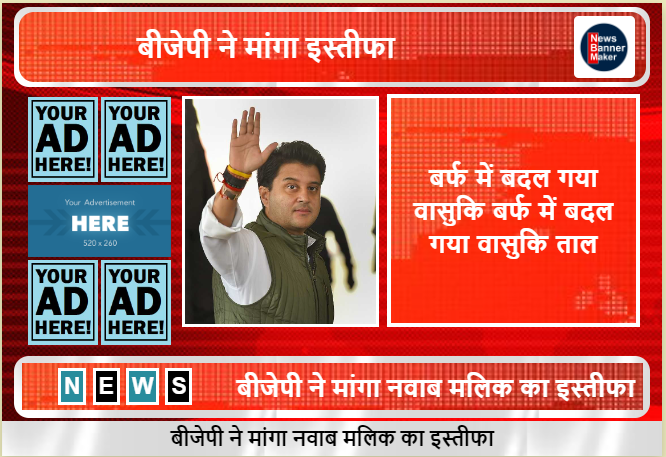 बीजेपी ने मांगा इस्तीफा
News
Banner
Maker
YOUR
AD
HERE!
YOUR
AD
HERE!
Your Advertisement
HERE
520 x 260
YOUR
AD
HERE!
YOUR
AD
HERE!
बर्फ में बदल गया
वासुकि बर्फ में बदल
गया वासुकि ताल
NEWS
बीजेपी ने मांगा नवाब मलिक का इस्तीफा
बीजेपी ने मांगा नवाब मलिक का इस्तीफा